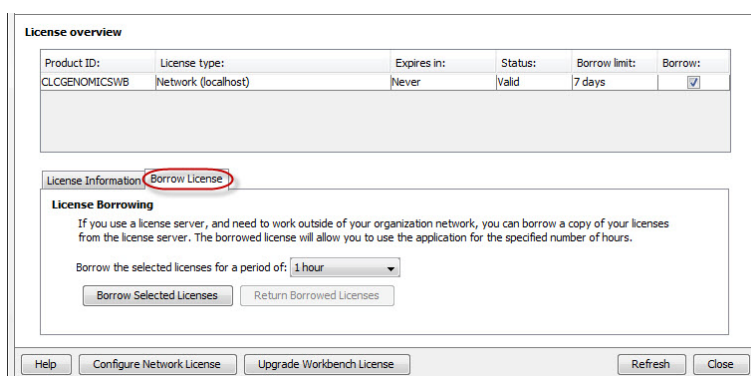 License overview
Product ID: License type: Expires in: Status: Borrow limit: Borrow:
CLCGENOMICSWB Network (localhost) Never Valid 7 days
License Information Borrow License
License Borrowing
If you use a license server, and need to work outside of your organization network, you can borrow a copy of your licenses
from the license server. The borrowed license will allow you to use the application for the specified number of hours.
Borrow the selected licenses for a period of: 1 hour
Borrow Selected Licenses Return Borrowed Licenses
Help Configure Network License Upgrade Workbench License Refresh Close